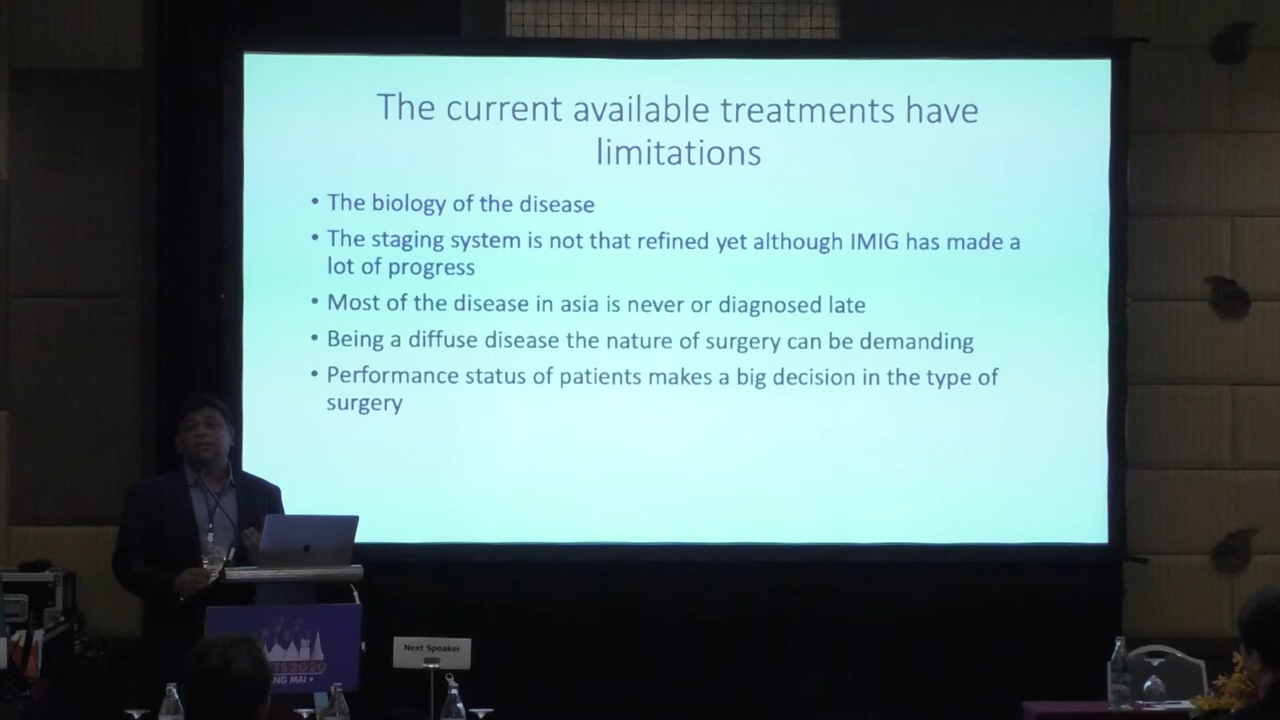 The current available treatments have
limitations
• The biology of the disease
• The staging system is not that refined yet although IMIG has made a
lot of progress
• Most of the disease in asia is never or diagnosed late
• Being a diffuse disease the nature of surgery can be demanding
• Performance status of patients makes a big decision in the type of
surgery
Next Speaker
S2020
NG MAI •